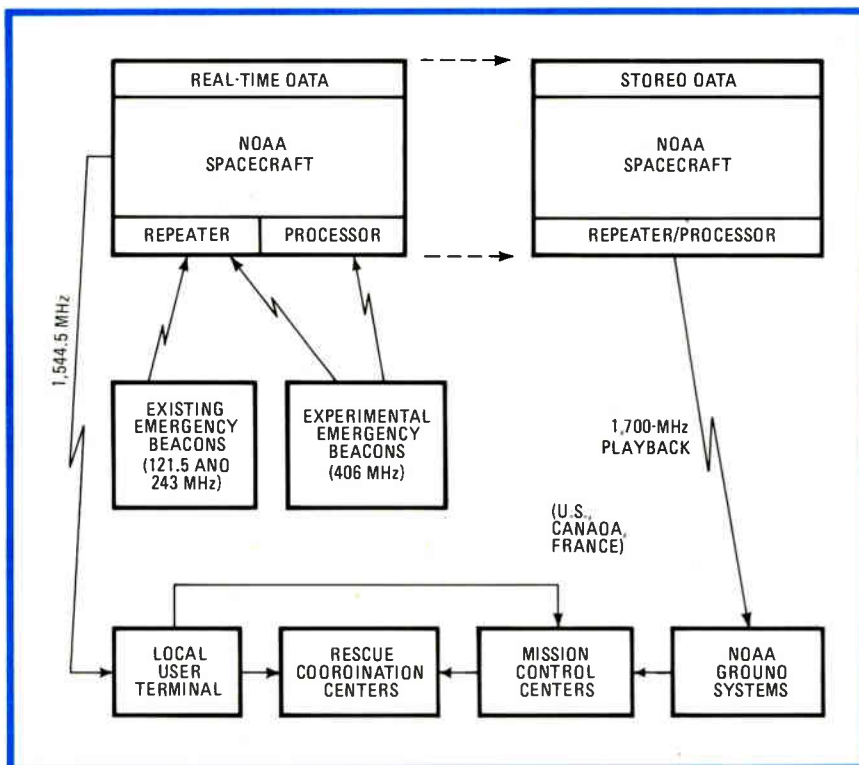 REAL-TIME OATA
NOAA
SPACECRAFT
REPEATER
PROCESSOR
STOREO DATA
NOAA
SPACECRAFT
REPEATER/PROCESSOR
1,544.5 MHz
EXISTING
EMERGENCY
BEACONS
(121.5 ANO
243 MHz)
EXPERIMENTAL
EMERGENCY
BEACONS
(406 MHz)
1,700-MHz
PLAYBACK
(U.S.,
CANAOA,
FRANCE)
LOCAL
USER
TERMINAL
RESCUE
COORDINATION
CENTERS
MISSION
CONTROL
CENTERS
NOAA
GROUNO
SYSTEMS